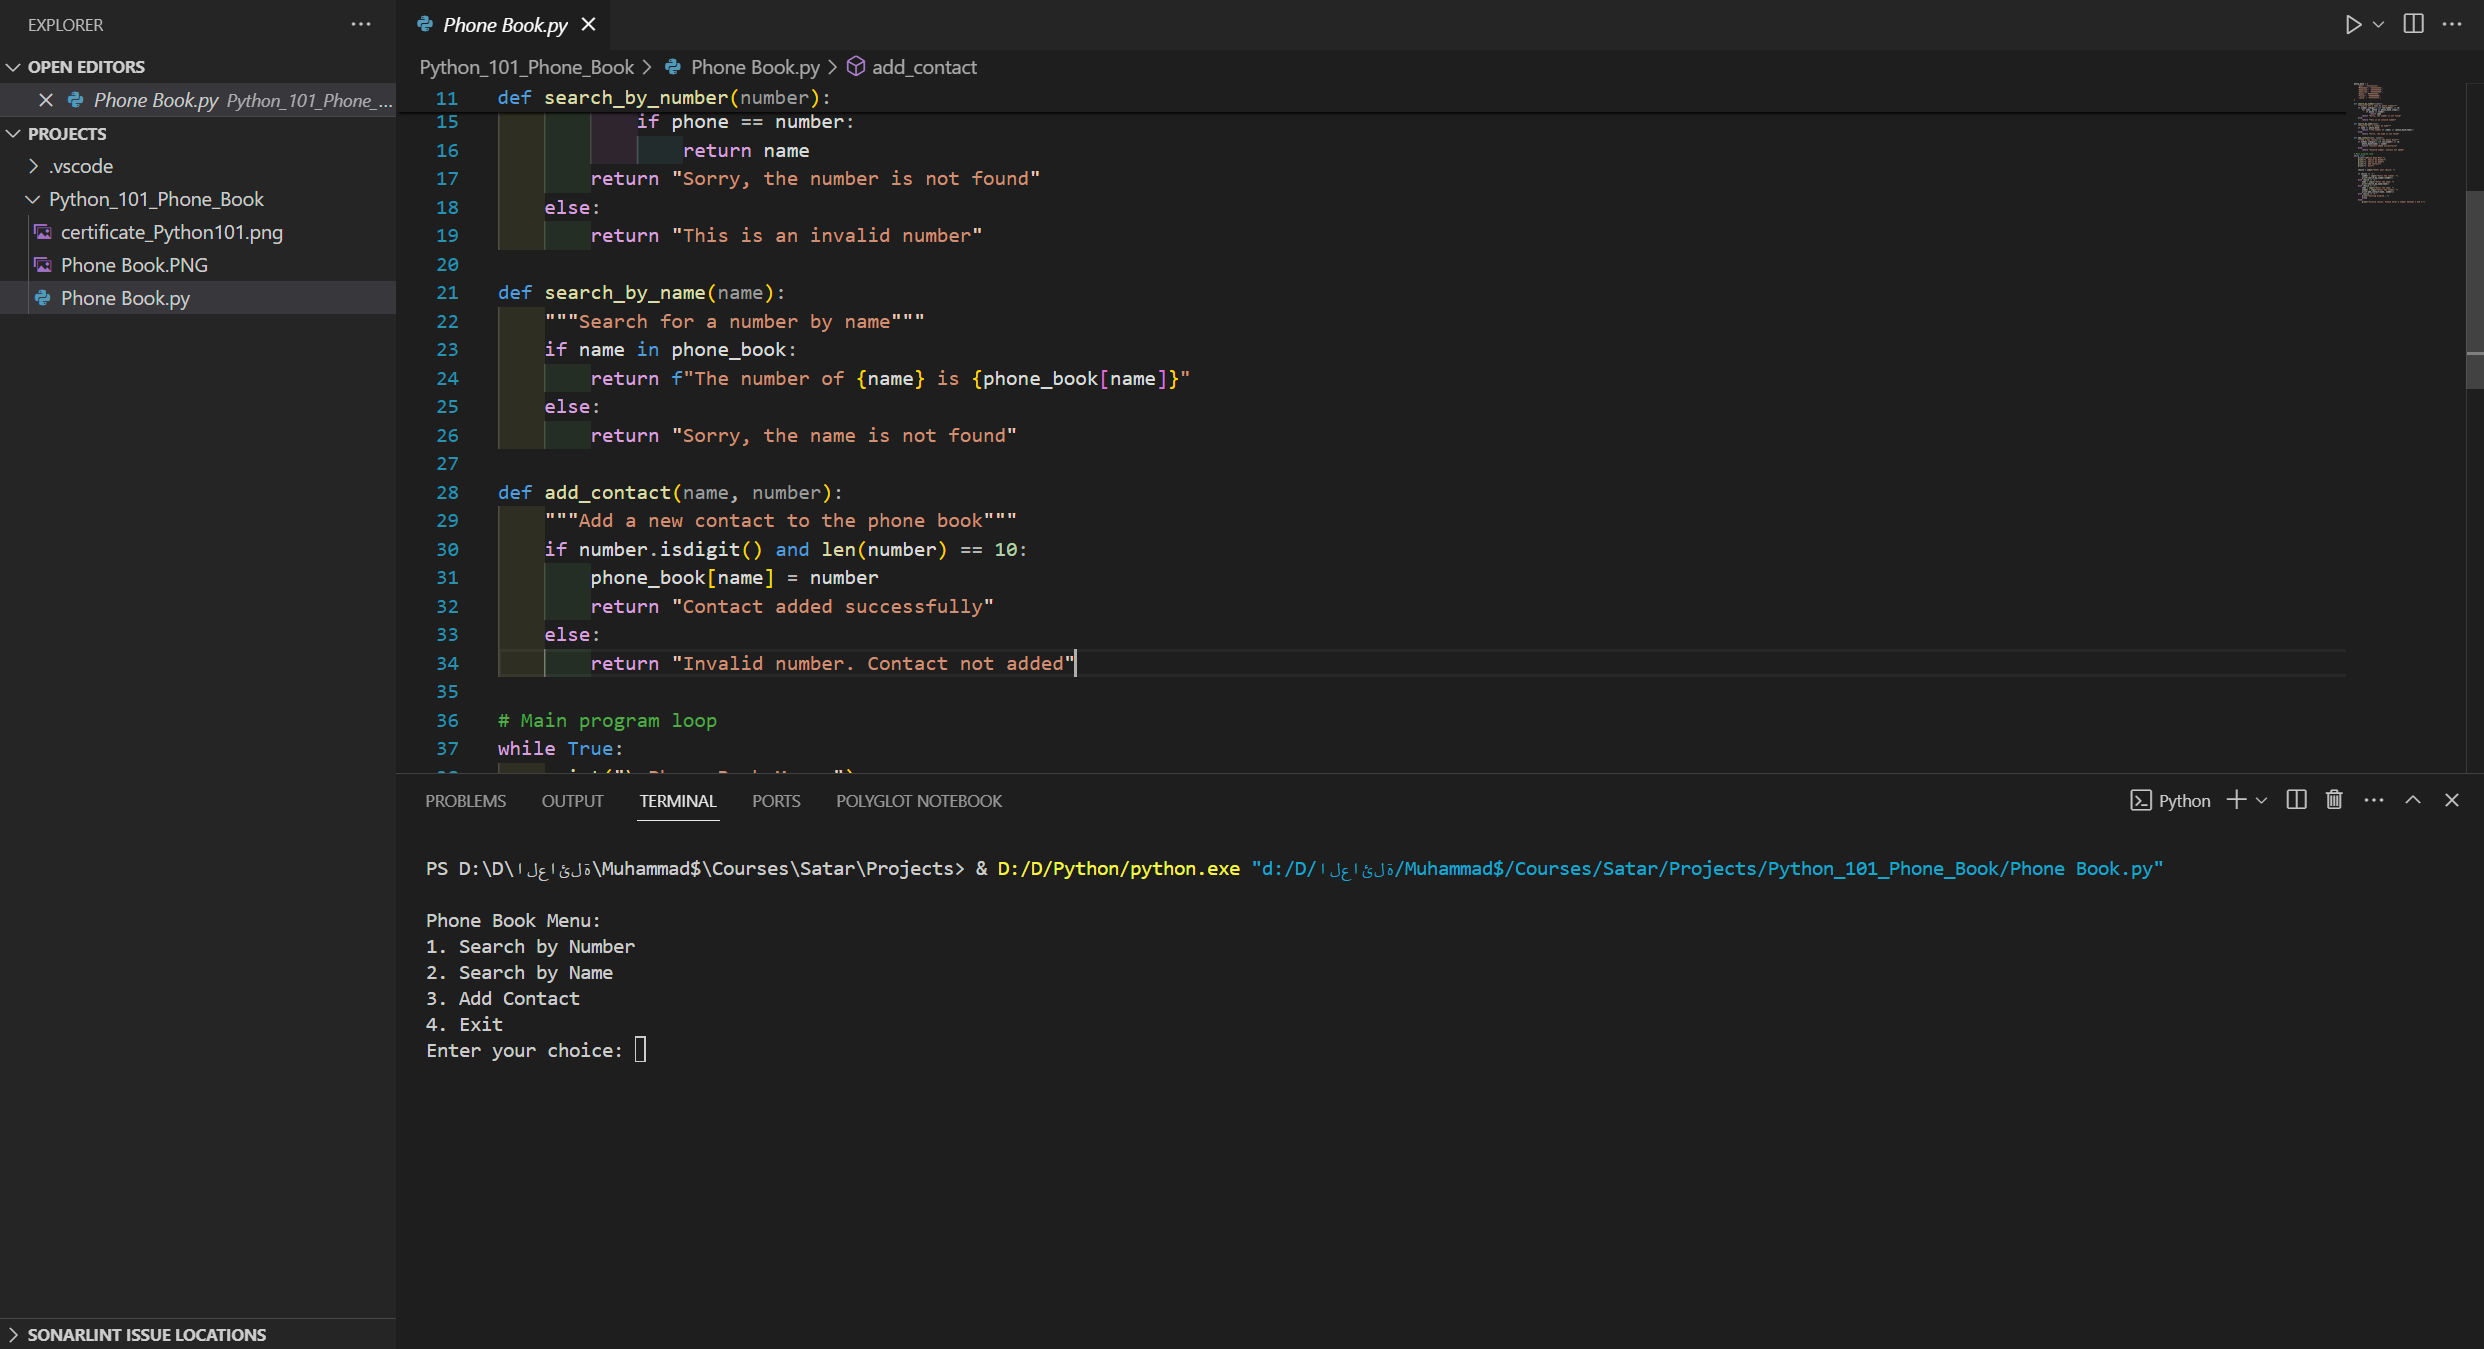 EXPLORER
OPEN EDITORS
Phone Book.py Python_101_Phone_...
PROJECTS
.vscode
Python_101_Phone_Book
certificate_Python101.png
Phone Book.PNG
Phone Book.py
SONARLINT ISSUE LOCATIONS
Phone Book.py
Python_101_Phone_Book > Phone Book.py > add_contact
11 def search_by_number(number):
15 if phone == number:
16 return name
17 return "Sorry, the number is not found"
18 else:
19 return "This is an invalid number"
20
21 def search_by_name(name):
22 """Search for a number by name"""
23 if name in phone_book:
24 return f"The number of {name} is {phone_book[name]}"
25 else:
26 return "Sorry, the name is not found"
27
28 def add_contact(name, number):
29 """Add a new contact to the phone book"""
30 if number.isdigit() and len(number) == 10:
31 phone_book[name] = number
32 return "Contact added successfully"
33 else:
34 return "Invalid number. Contact not added"
35
36 # Main program loop
37 while True:
PROBLEMS OUTPUT TERMINAL PORTS POLYGLOT NOTEBOOK
Python
PS D:\D\العائلة\Muhammad$\Courses\Satar\Projects> & D:/D/Python/python.exe "d:/D/العائلة/Muhammad$/Courses/Satar/Projects/Python_101_Phone_Book/Phone Book.py"
Phone Book Menu:
1. Search by Number
2. Search by Name
3. Add Contact
4. Exit
Enter your choice: